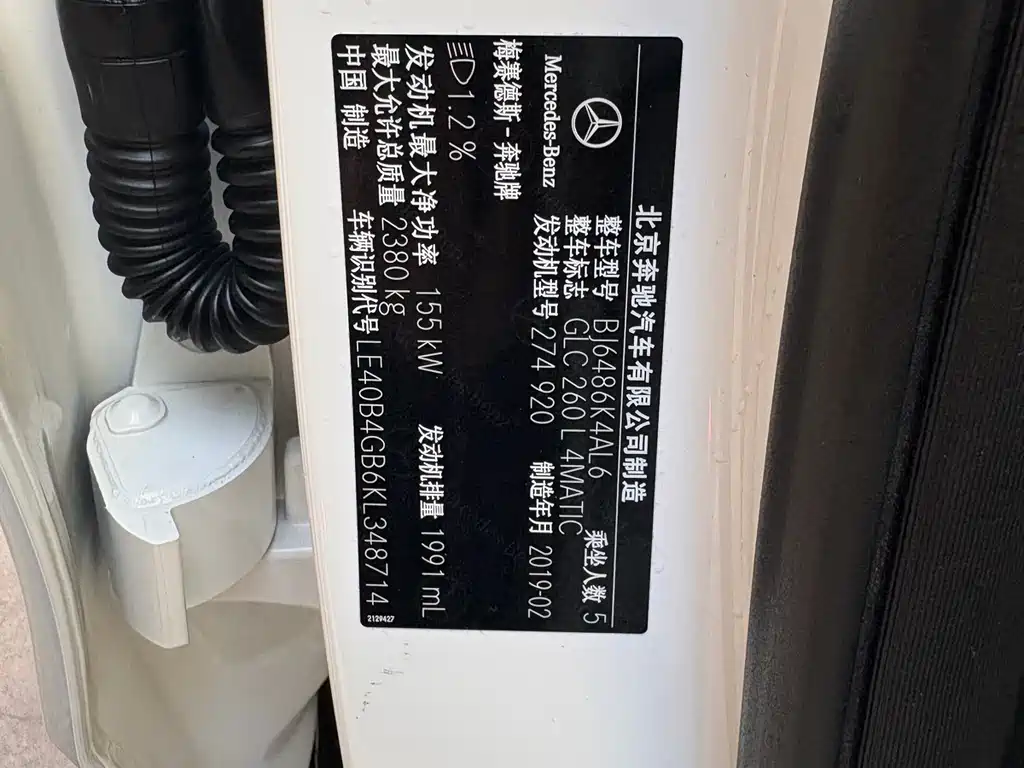 北京奔驰汽车有限公司制造
Mercedes-Benz
整车型号 BJ6486K4AL6 乘坐人数 5
整车标志 GLC 260 L 4MATIC
梅赛德斯-奔驰牌 发动机型号 274 920 制造年月 2019-02
1.2%
发动机最大净功率 155 kW 发动机排量 1991 mL
最大允许总质量 2380 kg
中国 制造 车辆识别代号 LE40B4GB6KL348714
2129427